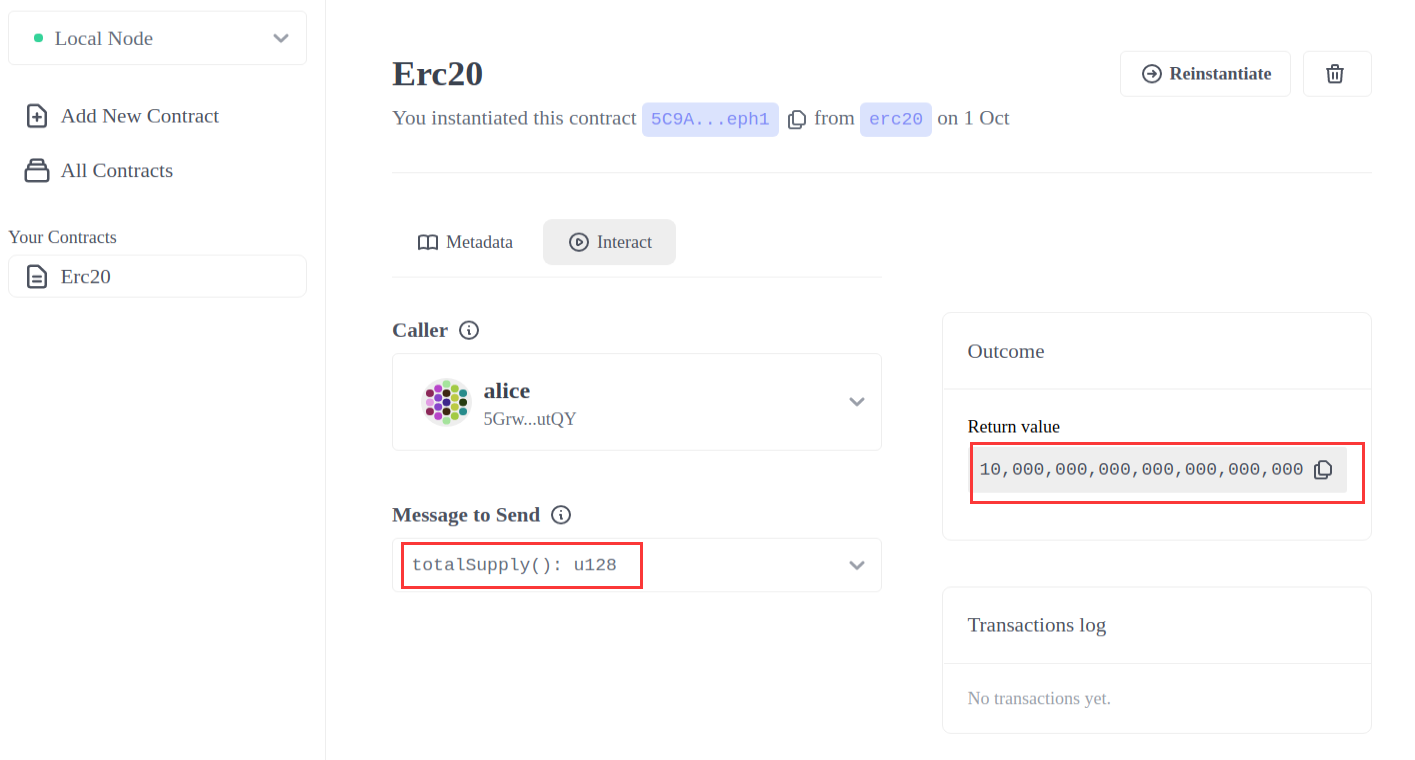 Local Node
Add New Contract
All Contracts
Your Contracts
Erc20
Erc20
You instantiated this contract 5C9A...eph1 from erc20 on 1 Oct
Reinstantiate
Metadata
Interact
Caller
alice
5Grw...utQY
Message to Send
totalSupply(): u128
Outcome
Return value
10,000,000,000,000,000,000,000
Transactions log
No transactions yet.